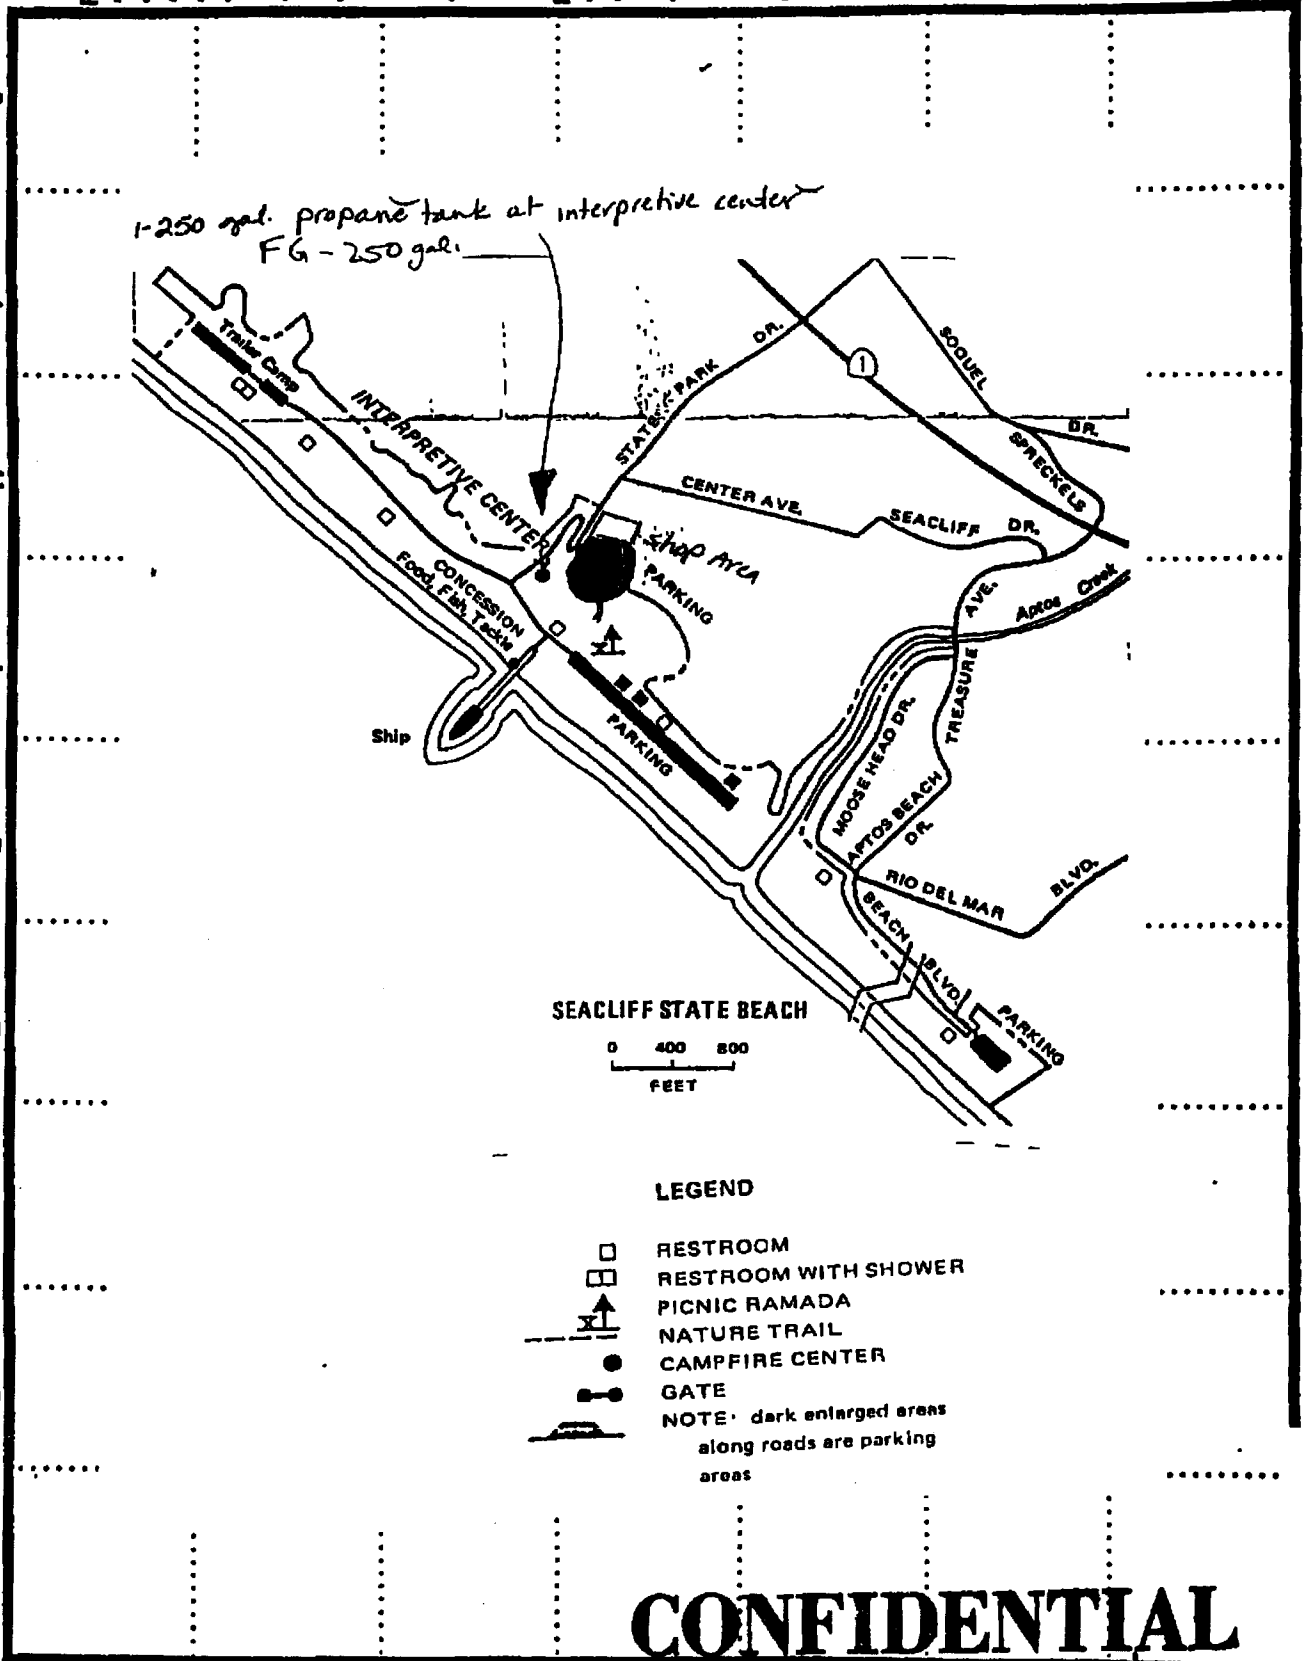 1-250 gal. propane tank at interpretive center
FG - 250 gal.
Trailer Camp
INTERPRETIVE CENTER
STATE PARK DR.
1
SOQUEL
DR.
SPRECKELS
CENTER AVE.
SEACLIFF DR.
Shop Area
PARKING
CONCESSION
Food, Fish, Tackle
AVE.
Aptos Creek
TREASURE
Ship
PARKING
MOOSE HEAD DR.
APTOS BEACH
DR.
RIO DEL MAR
BLVD.
BEACH
BLVD.
PARKING
SEACLIFF STATE BEACH
0 400 800
FEET
LEGEND
RESTROOM
RESTROOM WITH SHOWER
PICNIC RAMADA
NATURE TRAIL
CAMPFIRE CENTER
GATE
NOTE: dark enlarged areas
along roads are parking
areas
CONFIDENTIAL